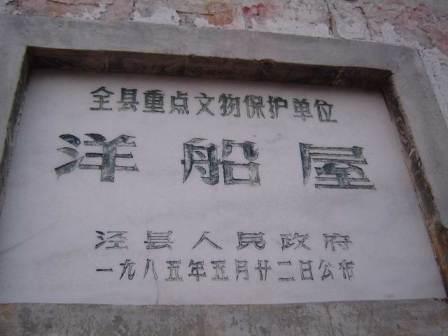 全县重点文物保护单位
洋船屋
泾县人民政府
一九八五年五月廿二日公布